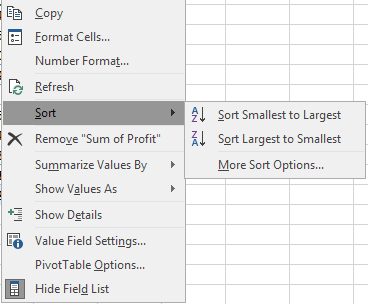 Copy
Format Cells...
Number Format...
Refresh
Sort
Sort Smallest to Largest
Sort Largest to Smallest
More Sort Options...
Remove "Sum of Profit"
Summarize Values By
Show Values As
Show Details
Value Field Settings...
PivotTable Options...
Hide Field List